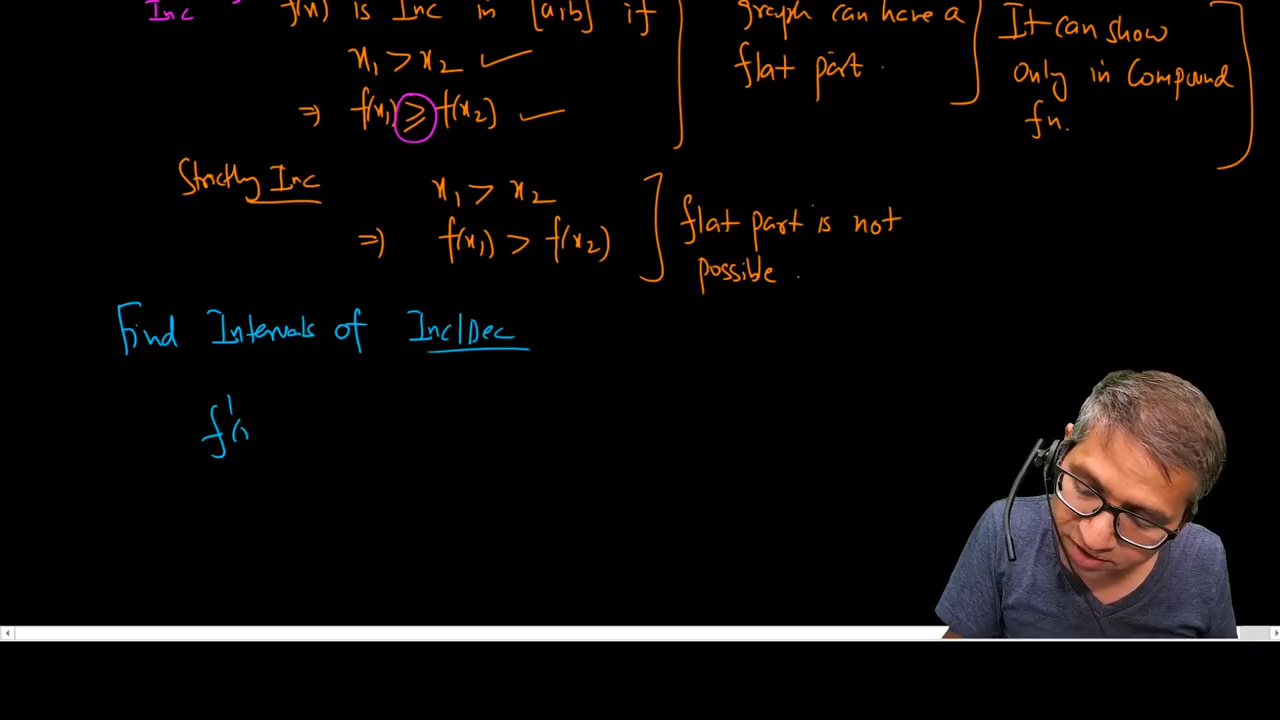 Inc f(x) is Inc in [a,b] if
x₁ > x₂
⇒ f(x₁) ≥ f(x₂)
graph can have a
flat part.
It can show
only in Compound
fn.
Strictly Inc x₁ > x₂
⇒ f(x₁) > f(x₂)
flat part is not
possible.
Find Intervals of Inc/Dec
f'(